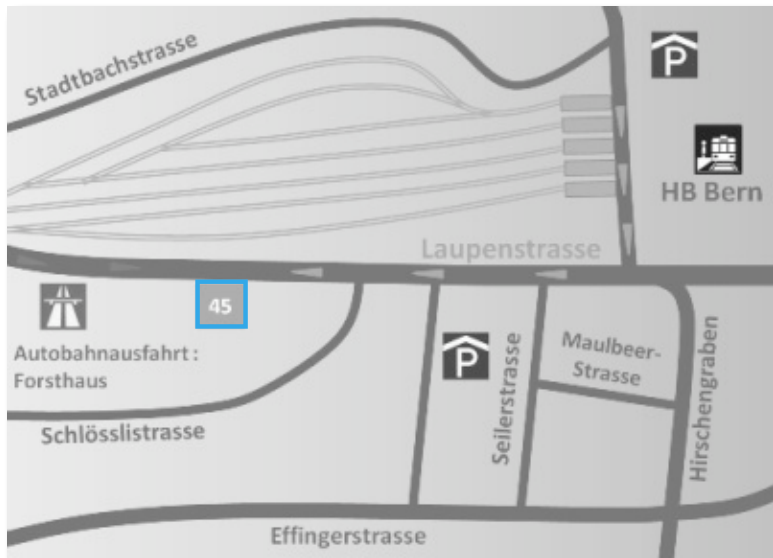 Stadtbachstrasse
P
HB Bern
Laupenstrasse
45
Autobahnausfahrt :
Forsthaus
P
Seilerstrasse
Maulbeer-
Strasse
Hirschengraben
Schlösslistrasse
Effingerstrasse